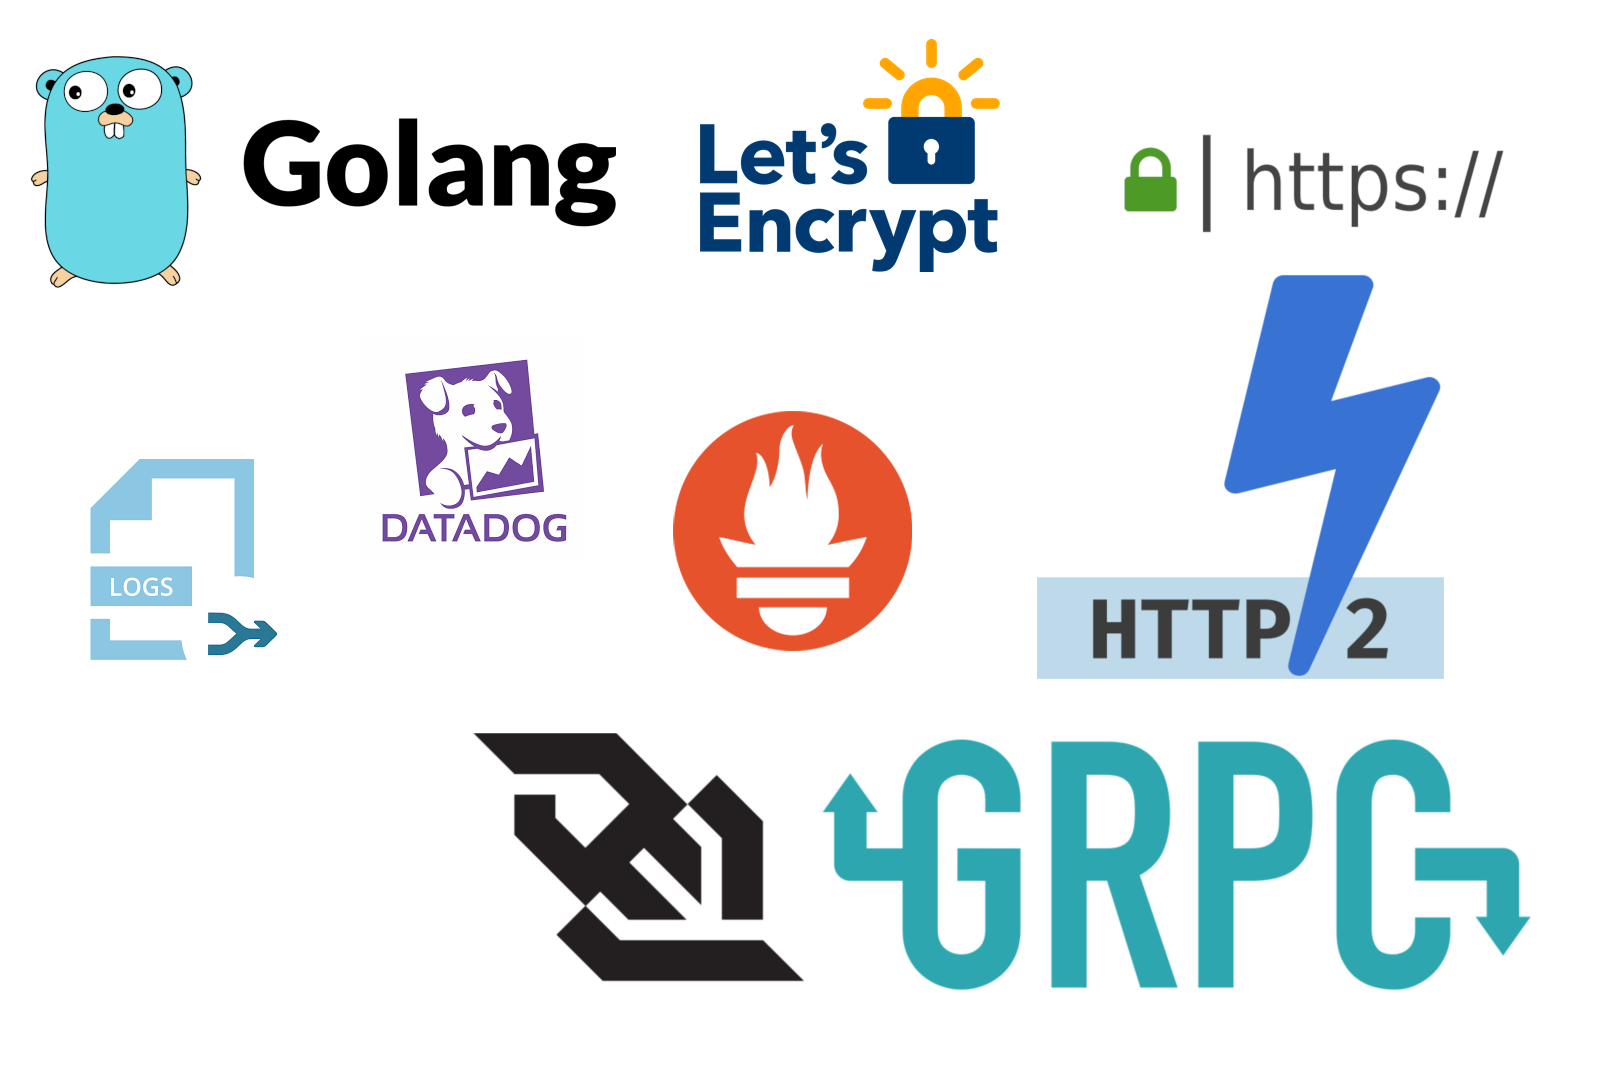 Golang
Let's
Encrypt
https://
DATADOG
LOGS
HTTP/2
GRPC